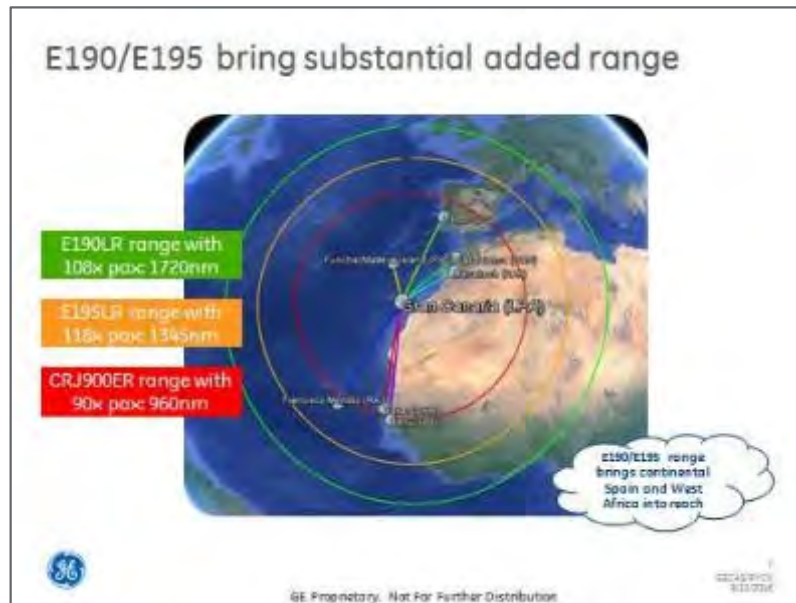 E190/E195 bring substantial added range
E190LR range with
108x pax: 1720nm
E195LR range with
118x pax: 1345nm
CRJ900ER range with
90x pax: 960nm
Gran Canaria (LPA)
E190/E195 range
brings continental
Spain and West
Africa into reach
GE Proprietary. Not For Further Distribution